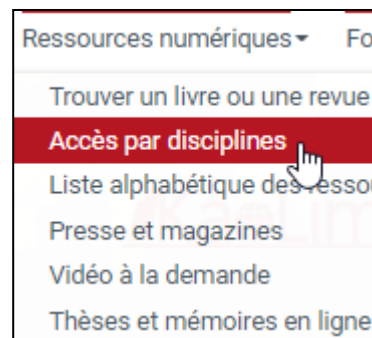 Ressources numériques Fo
Trouver un livre ou une revue
Accès par disciplines
Liste alphabétique des ressou
Presse et magazines
Vidéo à la demande
Thèses et mémoires en ligne